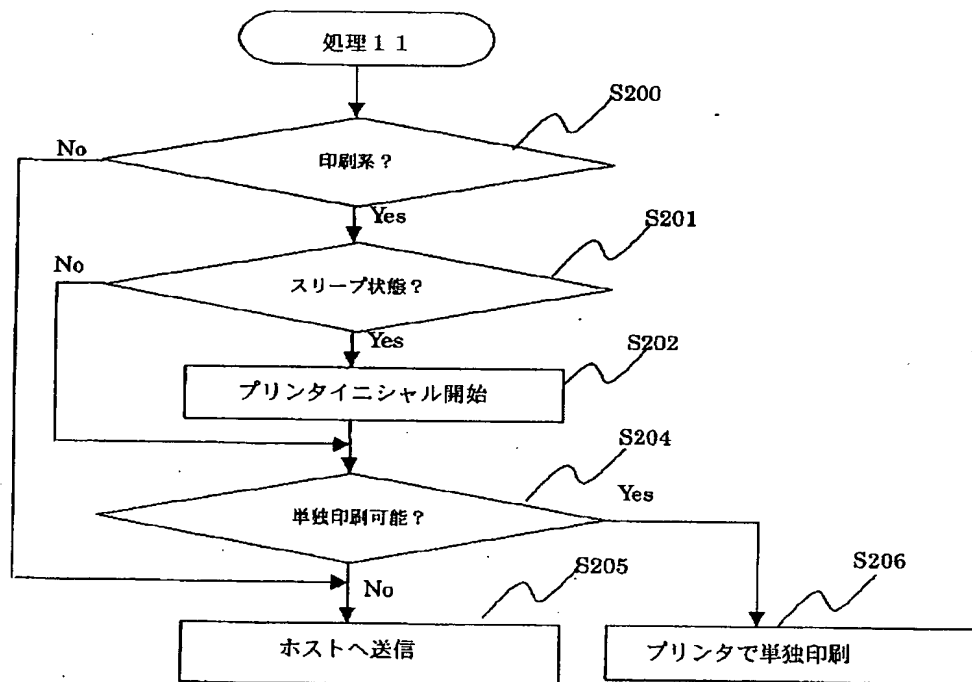 処理１１
S200
No
印刷系？
Yes
S201
No
スリープ状態？
Yes
S202
プリンタイニシャル開始
S204
Yes
単独印刷可能？
No
S205
S206
ホストへ送信
プリンタで単独印刷